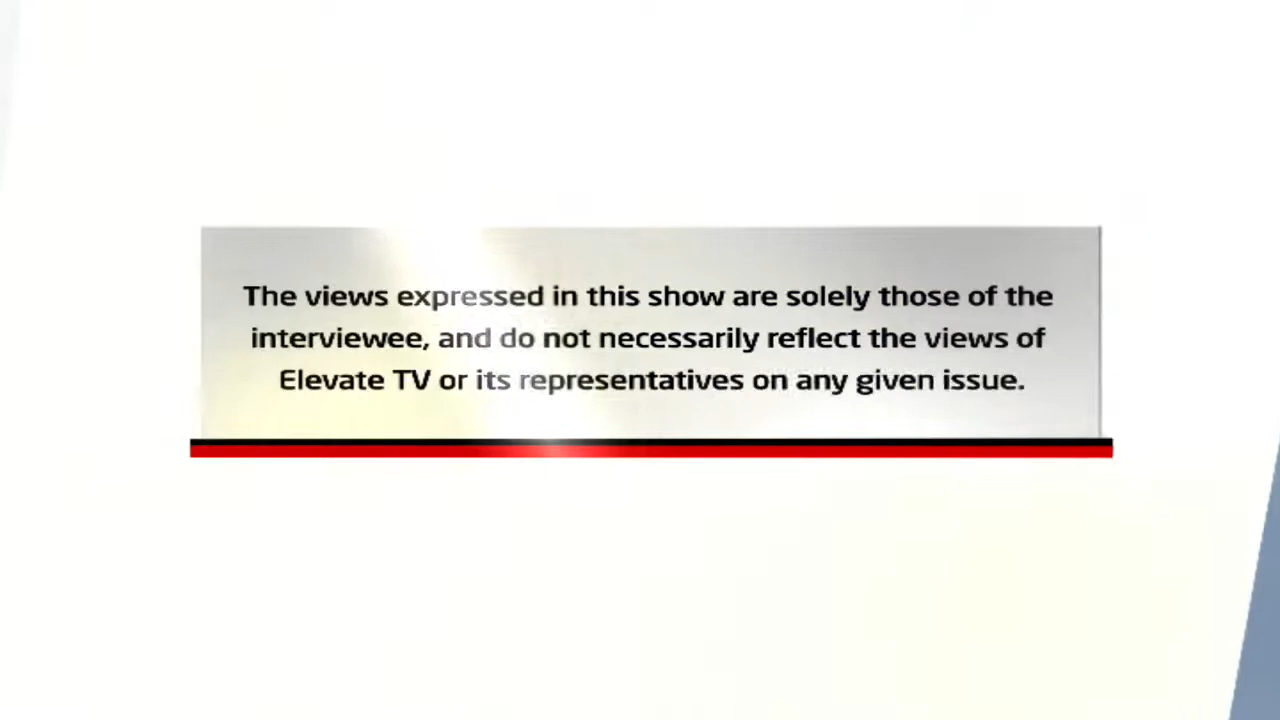 The views expressed in this show are solely those of the
interviewee, and do not necessarily reflect the views of
Elevate TV or its representatives on any given issue.